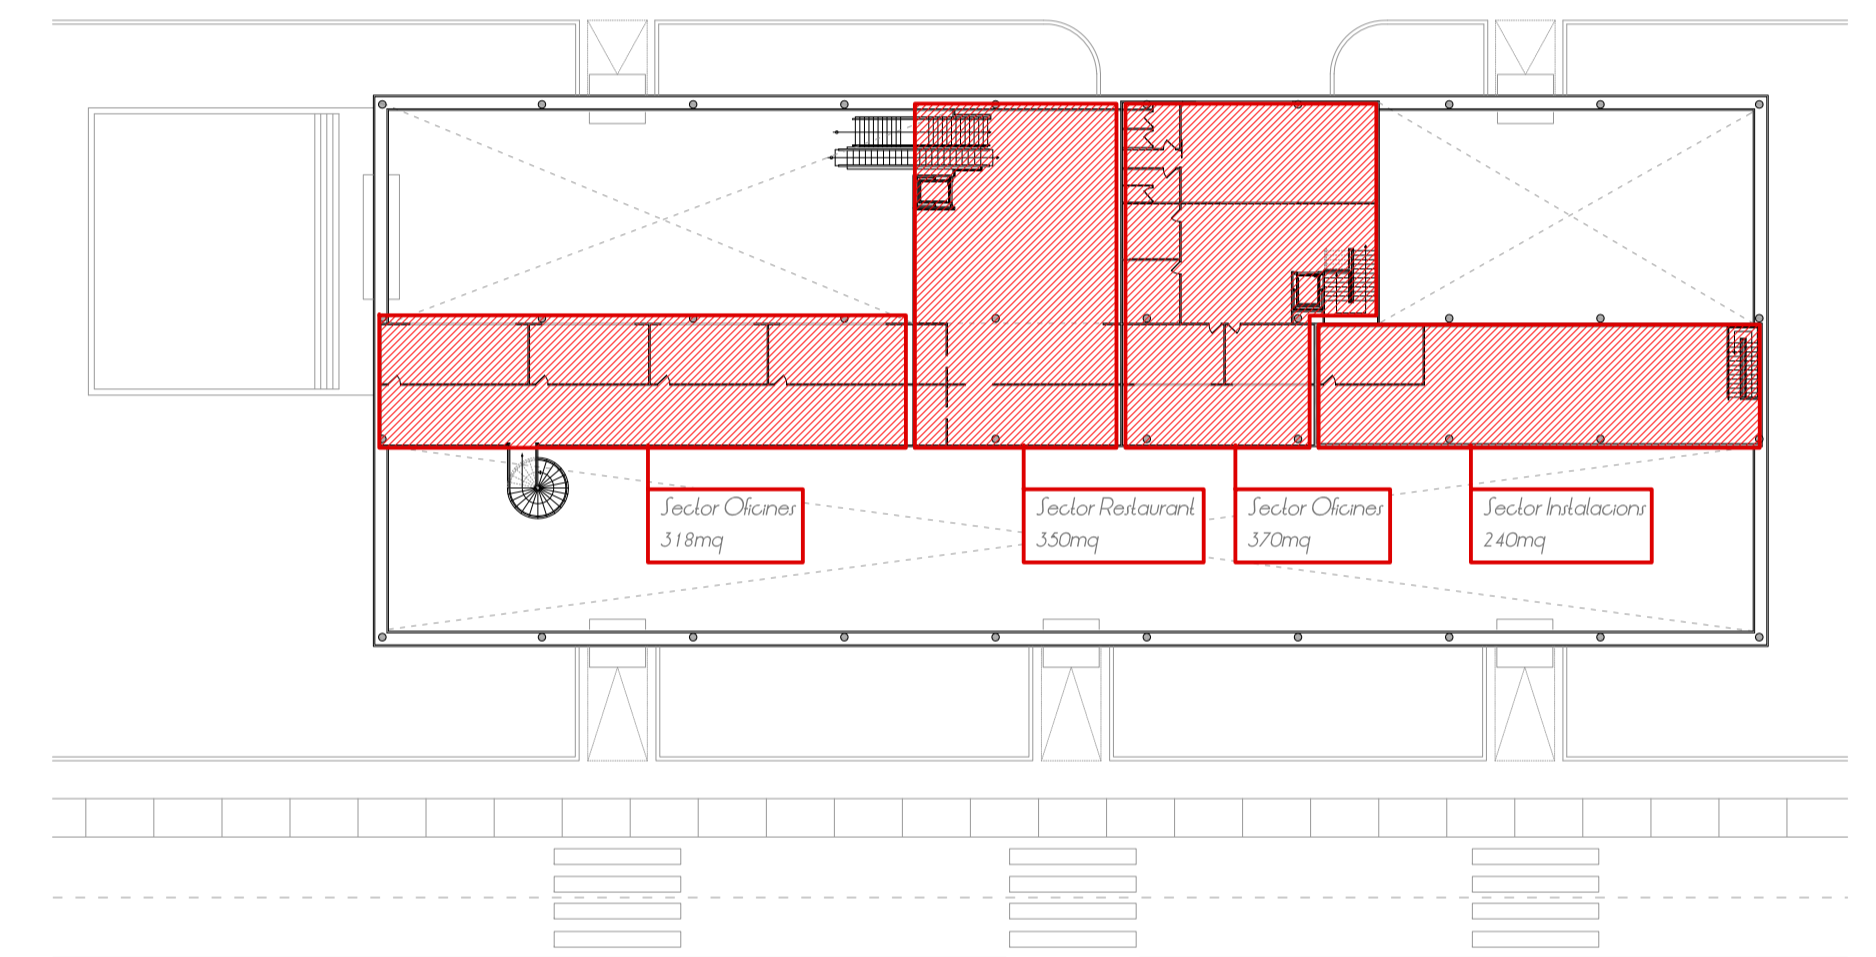 Sector Oficines
318mq
Sector Restaurant
350mq
Sector Oficines
370mq
Sector Instalacions
240mq